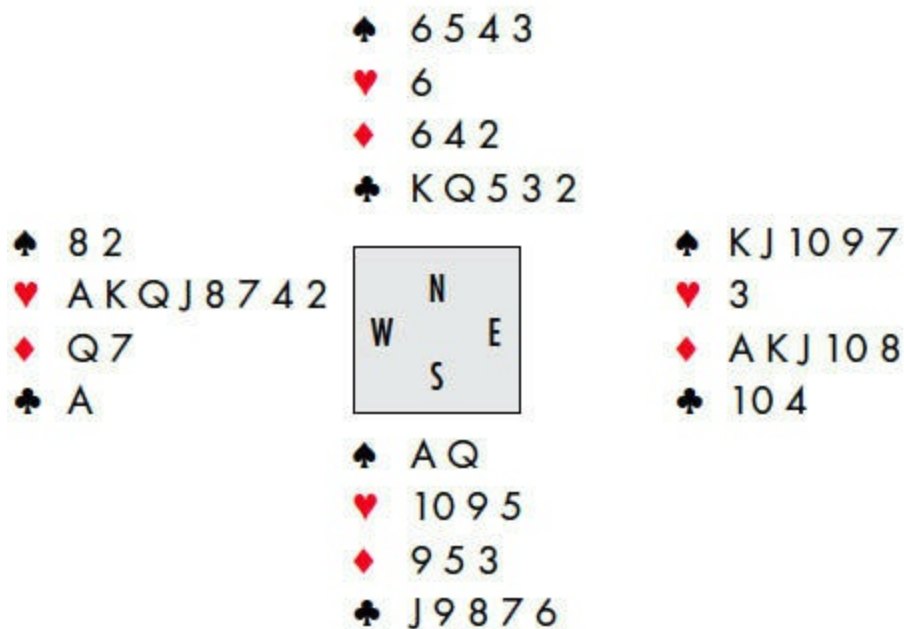 ♠ 6 5 4 3
♥ 6
♦ 6 4 2
♣ K Q 5 3 2
♠ 8 2
♥ A K Q J 8 7 4 2
♦ Q 7
♣ A
N
W E
S
♠ K J 10 9 7
♥ 3
♦ A K J 10 8
♣ 10 4
♠ A Q
♥ 10 9 5
♦ 9 5 3
♣ J 9 8 7 6